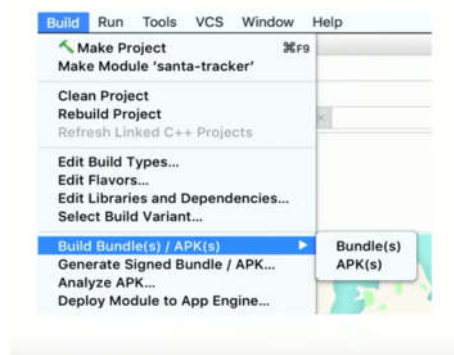 Build Run Tools VCS Window Help
Make Project ⌘F9
Make Module ‘santa-tracker’
Clean Project
Rebuild Project
Refresh Linked C++ Projects
Edit Build Types...
Edit Flavors...
Edit Libraries and Dependencies...
Select Build Variant...
Build Bundle(s) / APK(s) ▶ Bundle(s)
Generate Signed Bundle / APK... APK(s)
Analyze APK...
Deploy Module to App Engine...